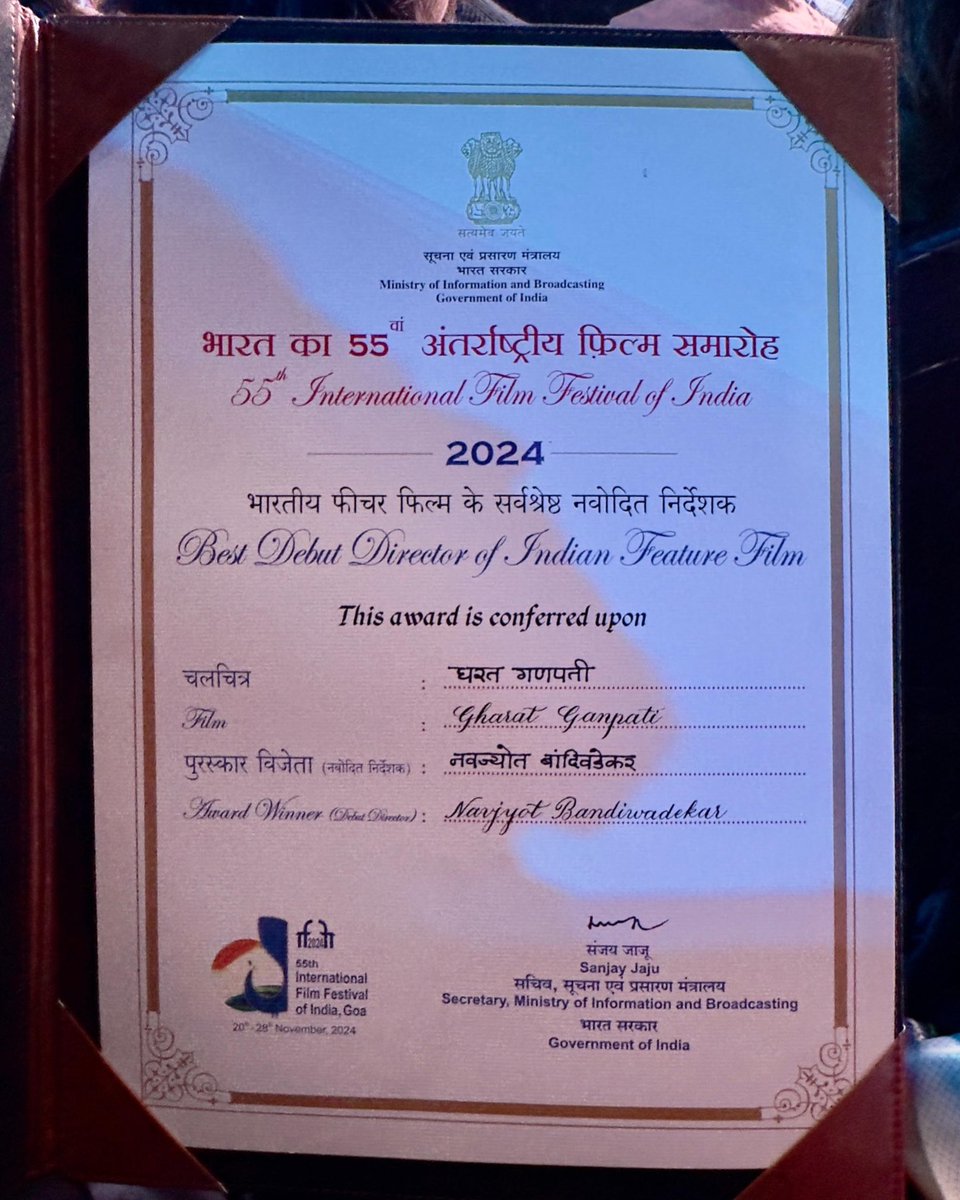 सत्यमेव जयते
सूचना एवं प्रसारण मंत्रालय
भारत सरकार
Ministry of Information and Broadcasting
Government of India
भारत का 55वां अंतर्राष्ट्रीय फ़िल्म समारोह
55th International Film Festival of India
2024
भारतीय फीचर फिल्म के सर्वश्रेष्ठ नवोदित निर्देशक
Best Debut Director of Indian Feature Film
This award is conferred upon
चलचित्र : घरत गणपती
Film : Gharat Ganpati
पुरस्कार विजेता (नवोदित निर्देशक) : नवज्योत बांदिवडेकर
Award Winner (Debut Director) : Navjyot Bandiwadekar
2024
55th
International
Film Festival
of India, Goa
20th - 28th November, 2024
संजय जाजू
Sanjay Jaju
सचिव, सूचना एवं प्रसारण मंत्रालय
Secretary, Ministry of Information and Broadcasting
भारत सरकार
Government of India